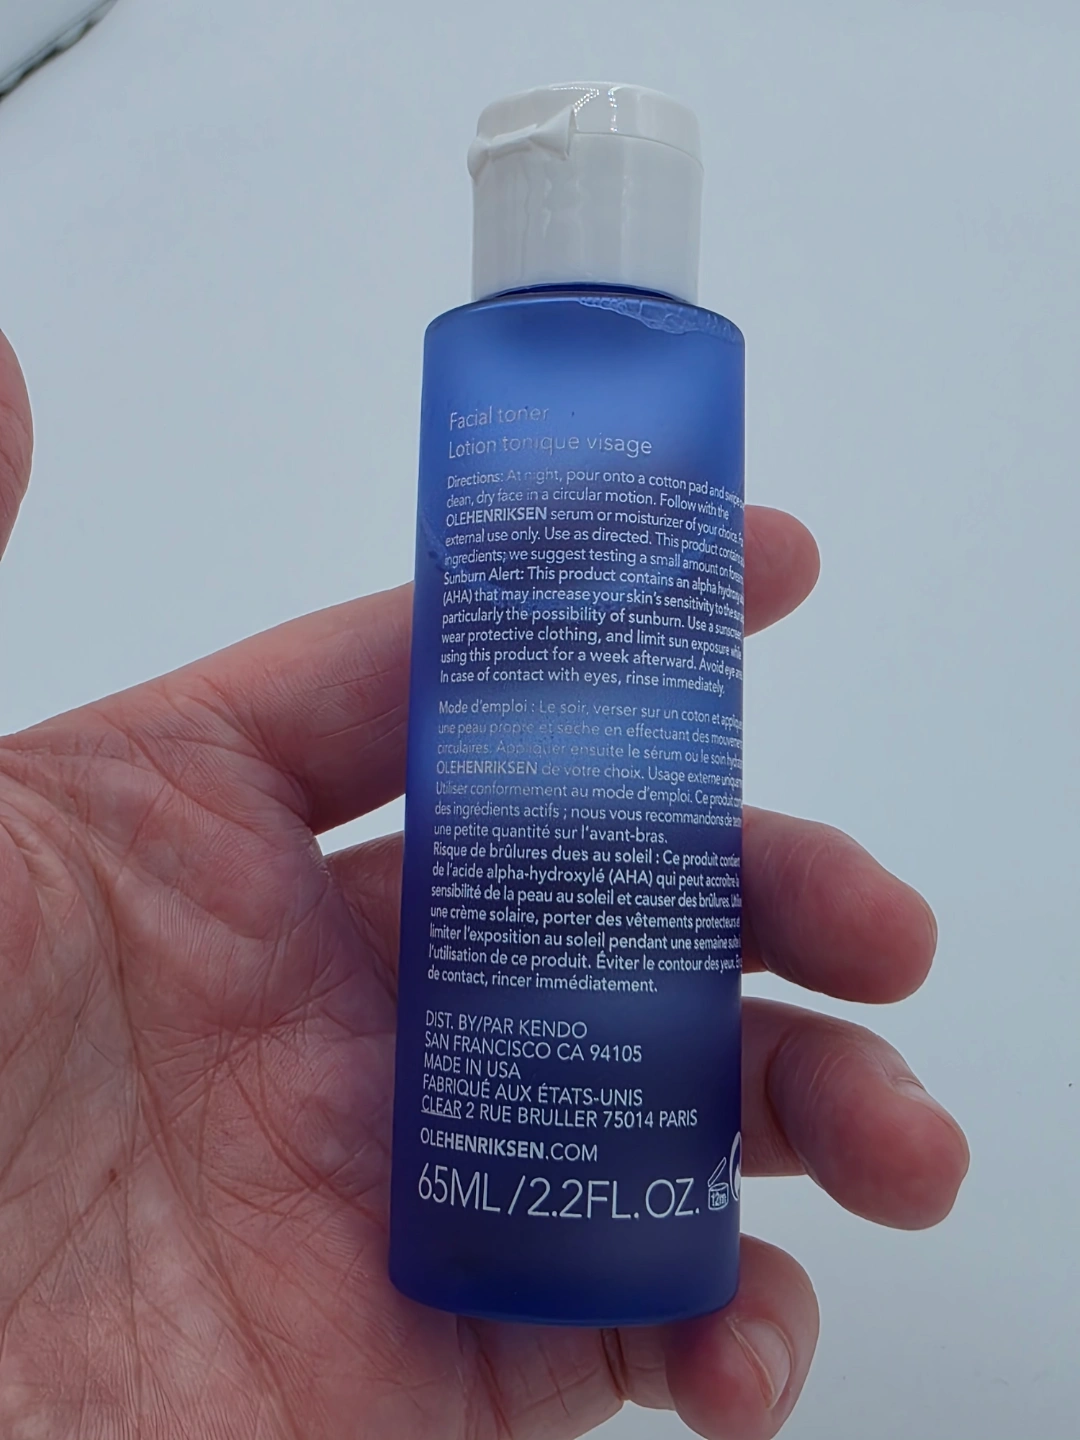 Facial toner
Lotion tonique visage
Directions: At night, pour onto a cotton pad and swipe
clean, dry face in a circular motion. Follow with the
OLEHENRIKSEN serum or moisturizer of your choice. For
external use only. Use as directed. This product contains
ingredients; we suggest testing a small amount on forearm
Sunburn Alert: This product contains an alpha hydroxy
(AHA) that may increase your skin's sensitivity to the sun
particularly the possibility of sunburn. Use a sunscreen,
wear protective clothing, and limit sun exposure while
using this product for a week afterward. Avoid eye
In case of contact with eyes, rinse immediately.
Mode d'emploi : Le soir, verser sur un coton et
une peau propre et sèche en effectuant des
circulaires. Appliquer ensuite le sérum ou le soin
OLEHENRIKSEN de votre choix. Usage externe
Utiliser conformément au mode d'emploi. Ce produit
des ingrédients actifs ; nous vous recommandons de
une petite quantité sur l'avant-bras.
Risque de brûlures dues au soleil : Ce produit contient
de l'acide alpha-hydroxylé (AHA) qui peut accroître la
sensibilité de la peau au soleil et causer des brûlures.
une crème solaire, porter des vêtements protecteurs et
limiter l'exposition au soleil pendant une semaine
l'utilisation de ce produit. Éviter le contour des yeux.
de contact, rincer immédiatement.
DIST. BY/PAR KENDO
SAN FRANCISCO CA 94105
MADE IN USA
FABRIQUÉ AUX ÉTATS-UNIS
CLEAR 2 RUE BRULLER 75014 PARIS
OLEHENRIKSEN.COM
65ML/2.2FL.OZ.
12m